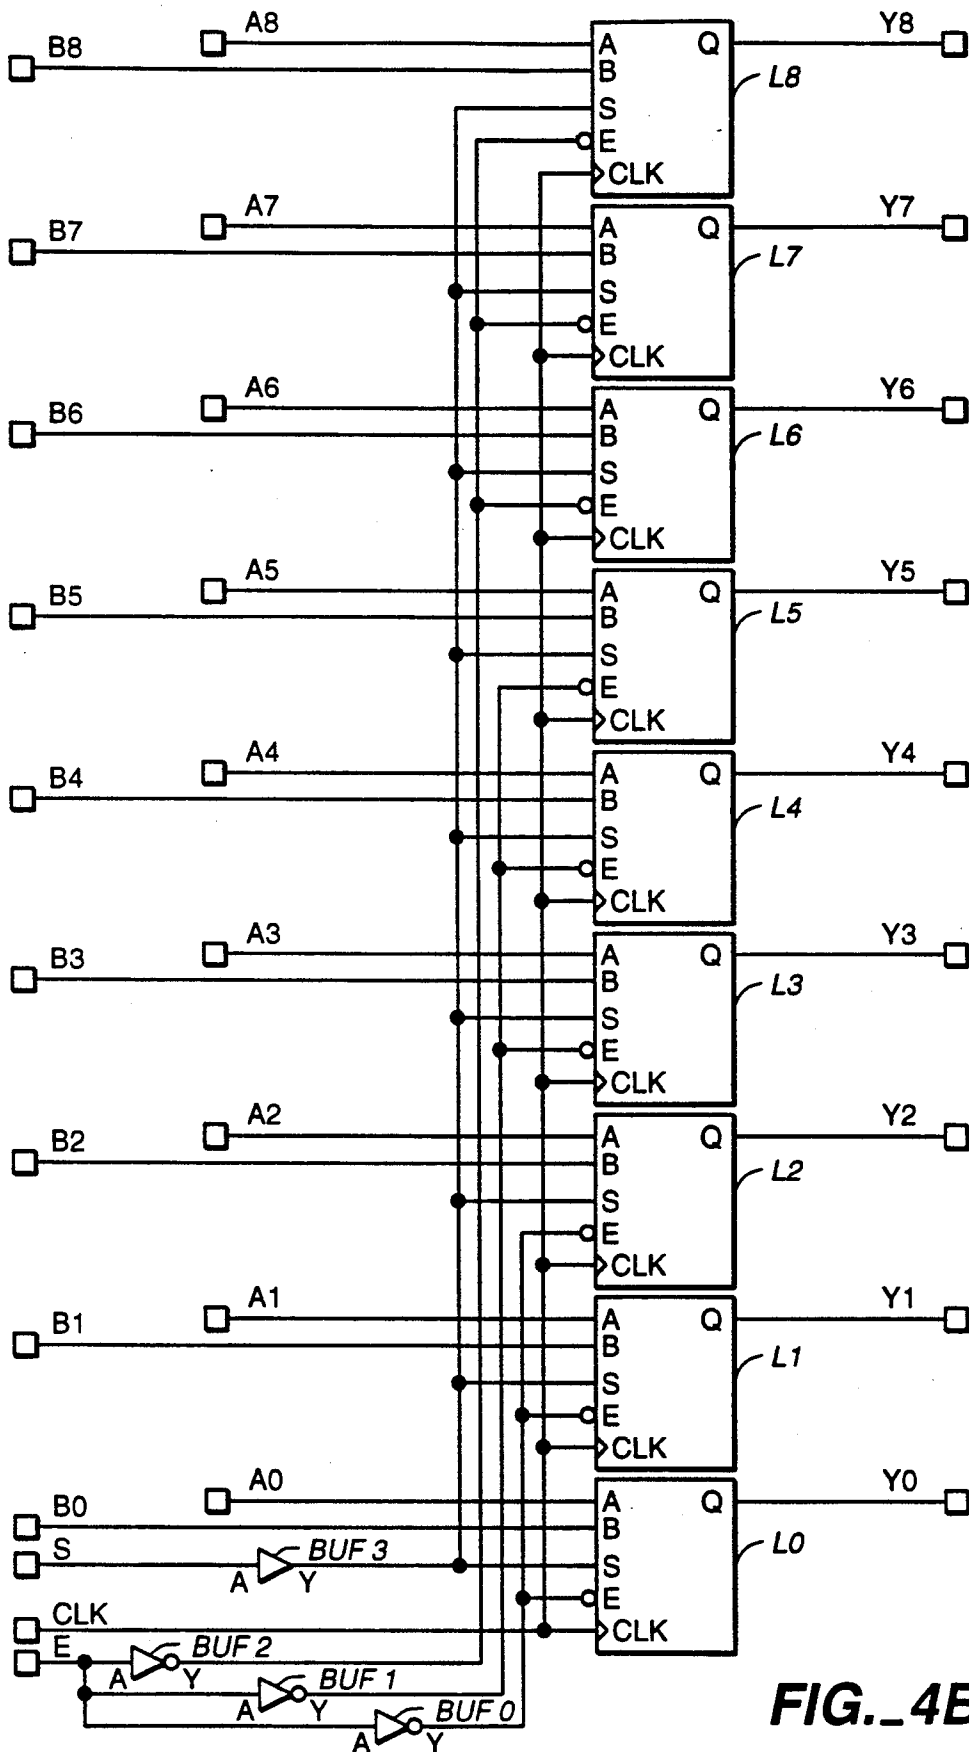 A8 Y8
B8 A Q
B L8
S
E
CLK
A7 Y7
B7 A Q
B L7
S
E
CLK
A6 Y6
B6 A Q
B L6
S
E
CLK
A5 Y5
B5 A Q
B L5
S
E
CLK
A4 Y4
B4 A Q
B L4
S
E
CLK
A3 Y3
B3 A Q
B L3
S
E
CLK
A2 Y2
B2 A Q
B L2
S
E
CLK
A1 Y1
B1 A Q
B L1
S
E
CLK
A0 Y0
B0 A Q
B L0
S BUF 3 S
A Y
E
CLK CLK
E BUF 2
A Y BUF 1
A Y BUF 0
A Y
FIG._4B